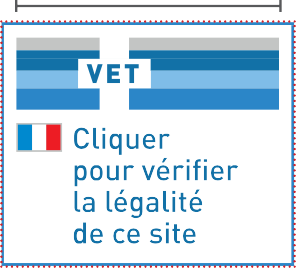 VET
Cliquer
pour vérifier
la légalité
de ce site